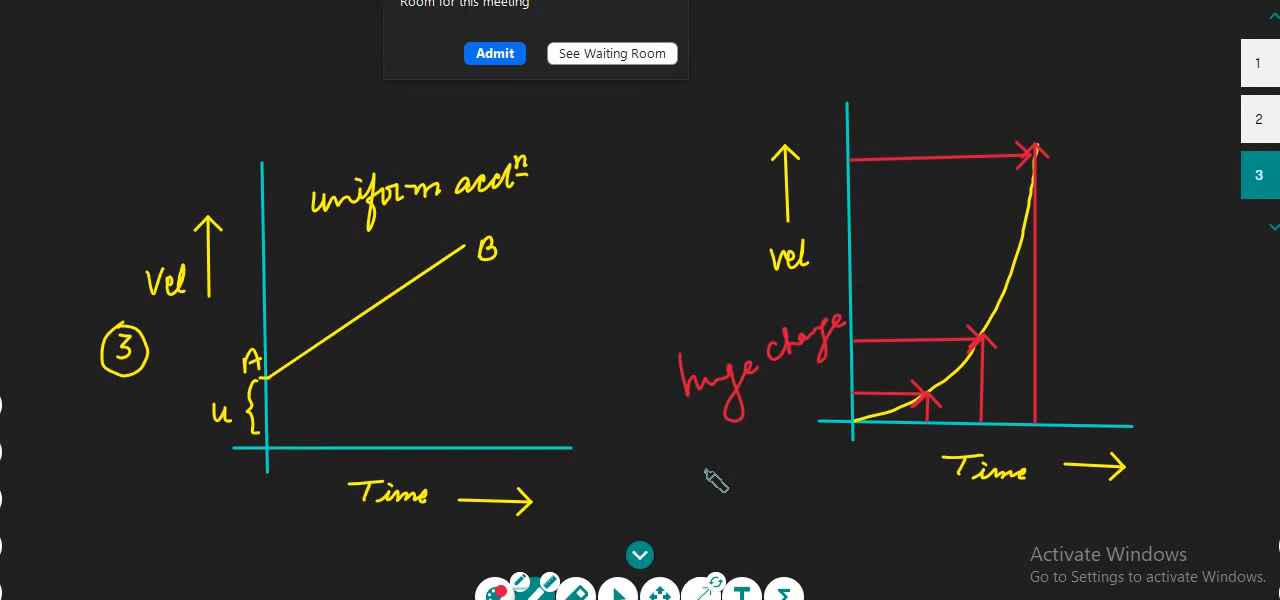 Room for this meeting
Admit
See Waiting Room
1
2
3
uniform accⁿ
B
Vel
3
A
u
Time
vel
huge change
Time
Activate Windows
Go to Settings to activate Windows.
T
Σ